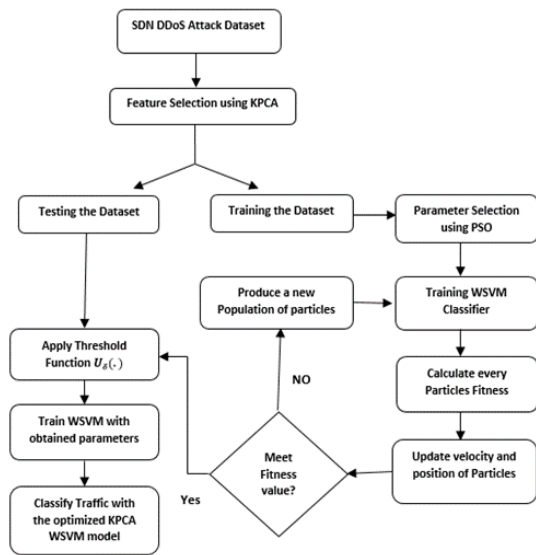 SDN DDoS Attack Dataset
Feature Selection using KPCA
Testing the Dataset
Training the Dataset
Parameter Selection
using PSO
Produce a new
Population of particles
Training WSVM
Classifier
Apply Threshold
Function U_δ(.)
NO
Calculate every
Particles Fitness
Train WSVM with
obtained parameters
Meet
Fitness
value?
Update velocity and
position of Particles
Yes
Classify Traffic with
the optimized KPCA
WSVM model